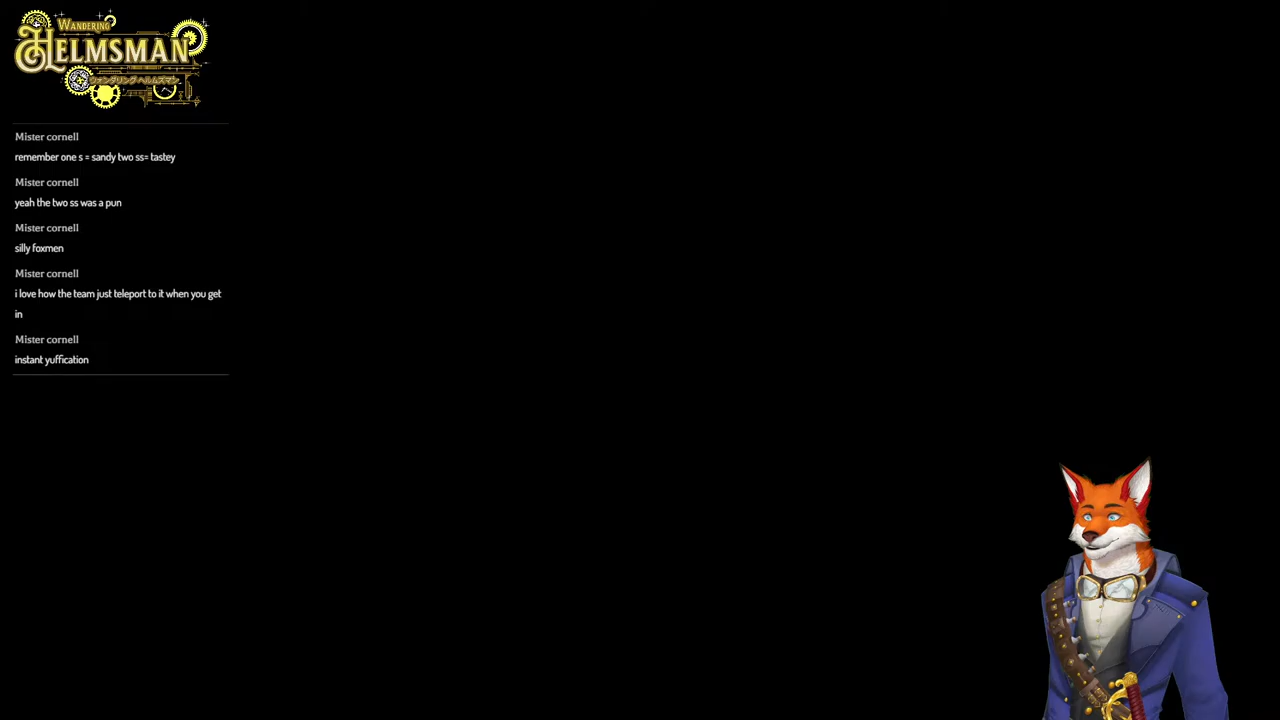 WANDERING
HELMSMAN
ワンダリングヘルムズマン
Mister cornell
remember one s = sandy two ss= tastey
Mister cornell
yeah the two ss was a pun
Mister cornell
silly foxmen
Mister cornell
i love how the team just teleport to it when you get
in
Mister cornell
instant yuffication